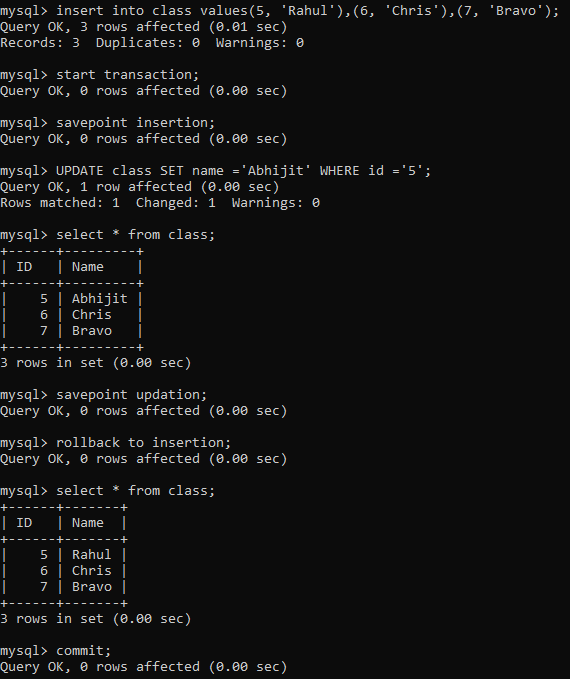 mysql> insert into class values(5, 'Rahul'),(6, 'Chris'),(7, 'Bravo');
Query OK, 3 rows affected (0.01 sec)
Records: 3  Duplicates: 0  Warnings: 0

mysql> start transaction;
Query OK, 0 rows affected (0.00 sec)

mysql> savepoint insertion;
Query OK, 0 rows affected (0.00 sec)

mysql> UPDATE class SET name ='Abhijit' WHERE id ='5';
Query OK, 1 row affected (0.00 sec)
Rows matched: 1  Changed: 1  Warnings: 0

mysql> select * from class;
+------+---------+
| ID   | Name    |
+------+---------+
|    5 | Abhijit |
|    6 | Chris   |
|    7 | Bravo   |
+------+---------+
3 rows in set (0.00 sec)

mysql> savepoint updation;
Query OK, 0 rows affected (0.00 sec)

mysql> rollback to insertion;
Query OK, 0 rows affected (0.00 sec)

mysql> select * from class;
+------+-------+
| ID   | Name  |
+------+-------+
|    5 | Rahul |
|    6 | Chris |
|    7 | Bravo |
+------+-------+
3 rows in set (0.00 sec)

mysql> commit;
Query OK, 0 rows affected (0.00 sec)